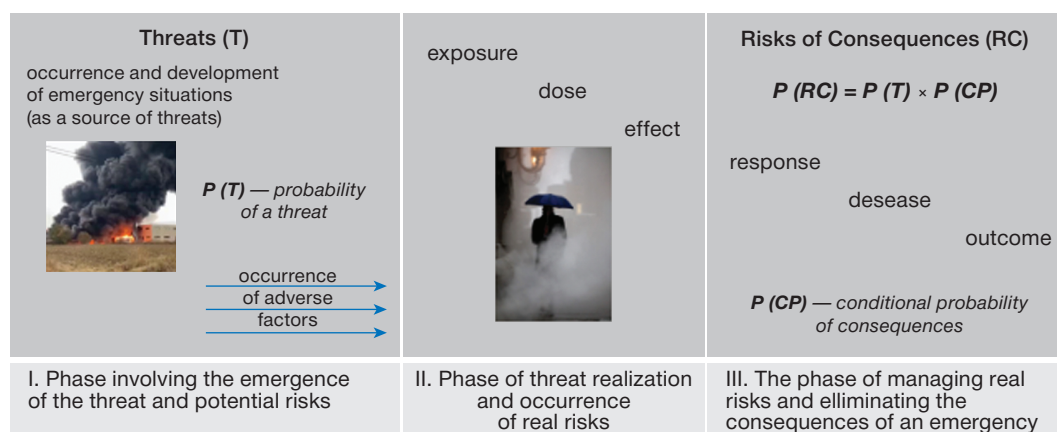 Threats (T)
occurrence and development
of emergency situations
(as a source of threats)
P (T) — probability
of a threat
occurrence
of adverse
factors
exposure
dose
effect
Risks of Consequences (RC)
P (RC) = P (T) × P (CP)
response
desease
outcome
P (CP) — conditional probability
of consequences
I. Phase involving the emergence
of the threat and potential risks
II. Phase of threat realization
and occurrence
of real risks
III. The phase of managing real
risks and elliminating the
consequences of an emergency